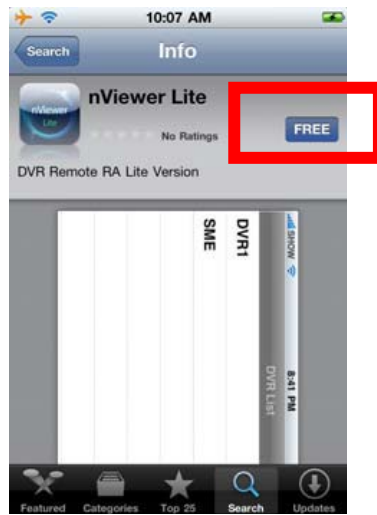 10:07 AM
Search
Info
nViewer
Lite
nViewer Lite
No Ratings
FREE
DVR Remote RA Lite Version
SHOW
8:41 PM
DVR List
DVR1
SME
Featured
Categories
Top 25
Search
Updates